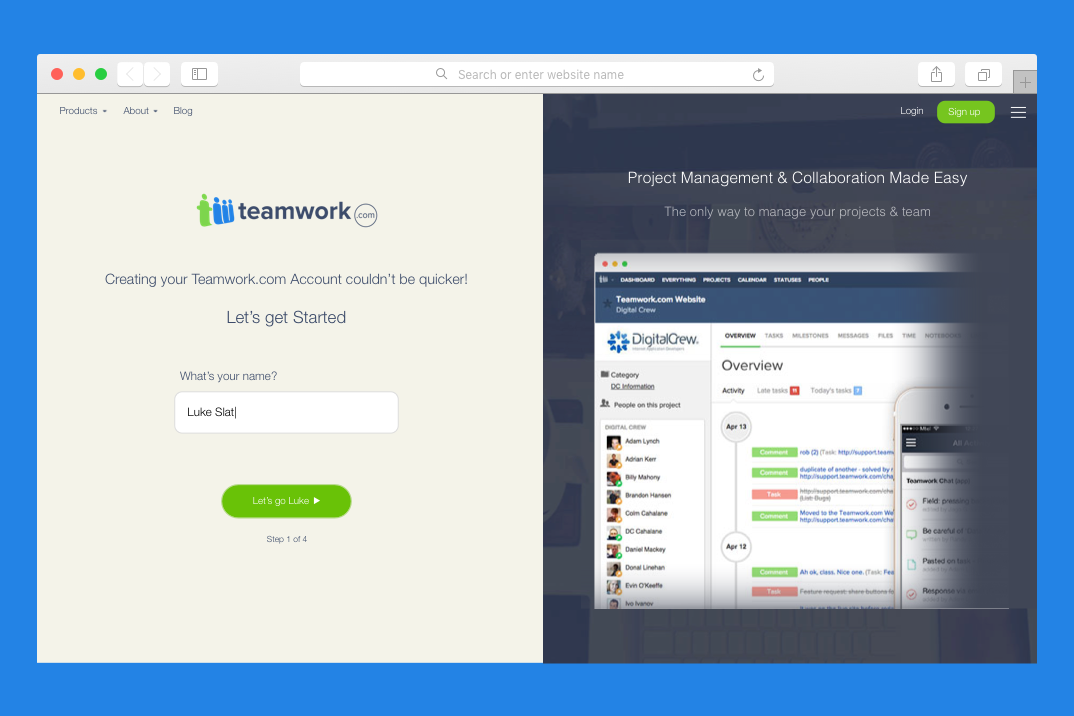 Search or enter website name
Products
About
Blog
teamwork.com
Creating your Teamwork.com Account couldn't be quicker!
Let's get Started
What's your name?
Luke Slat
Let's go Luke
Step 1 of 4
Login
Sign up
Project Management & Collaboration Made Easy
The only way to manage your projects & team
DASHBOARD EVERYTHING PROJECTS CALENDAR STATUSES PEOPLE
Teamwork.com Website
Digital Crew
DigitalCrew
Internet Application Developers
Category
DC Information
People on this project
DIGITAL CREW
Adam Lynch
Adrian Kerr
Billy Mahony
Brandon Hansen
Colm Cahalane
DC Cahalane
Daniel Mackey
Donal Linehan
Evin O'Keeffe
Ivo Ivanov
OVERVIEW TASKS MILESTONES MESSAGES FILES TIME NOTEBOOKS
Overview
Activity Late tasks 11 Today's tasks 7
Apr 13
Comment rob (2) (Task: http://support.teamw
Comment duplicate of another - solved by r
http://support.teamwork.com/cha
Task http://support.teamwork.com/cha
(List: Bugs)
Comment Moved to the Teamwork.com We
http://support.teamwork.com/cha
Apr 12
Comment Ah ok, class. Nice one. (Task: Fee
Task Feature request: share buttons fo
All
Teamwork Chat
Field: pressing
Be careful of
Pasted on
Response